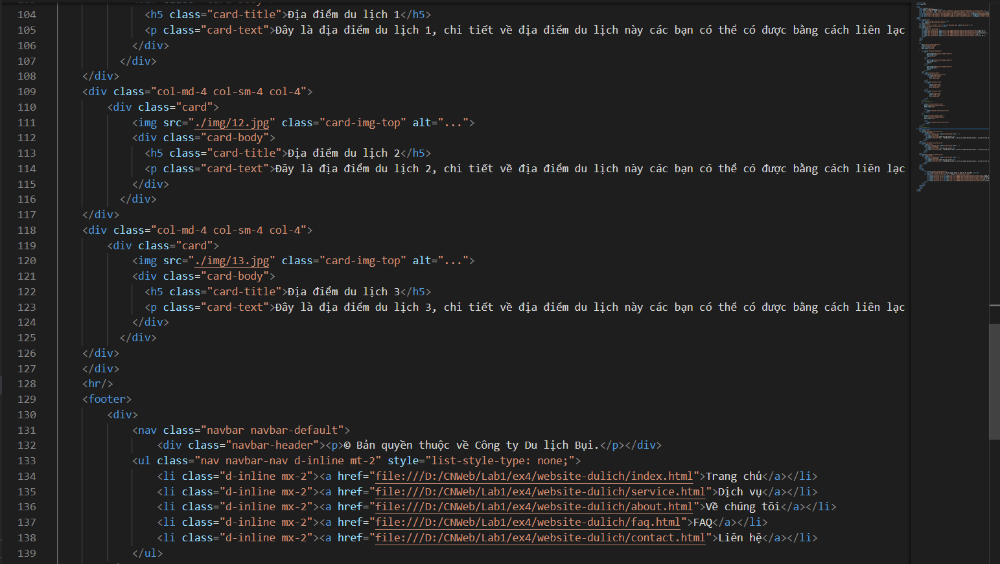 104 <h5 class="card-title">Địa điểm du lịch 1</h5>
105 <p class="card-text">Đây là địa điểm du lịch 1, chi tiết về địa điểm du lịch này các bạn có thể có được bằng cách liên lạc
106 </div>
107 </div>
108 </div>
109 <div class="col-md-4 col-sm-4 col-4">
110 <div class="card">
111 <img src="./img/12.jpg" class="card-img-top" alt="...">
112 <div class="card-body">
113 <h5 class="card-title">Địa điểm du lịch 2</h5>
114 <p class="card-text">Đây là địa điểm du lịch 2, chi tiết về địa điểm du lịch này các bạn có thể có được bằng cách liên lạc
115 </div>
116 </div>
117 </div>
118 <div class="col-md-4 col-sm-4 col-4">
119 <div class="card">
120 <img src="./img/13.jpg" class="card-img-top" alt="...">
121 <div class="card-body">
122 <h5 class="card-title">Địa điểm du lịch 3</h5>
123 <p class="card-text">Đây là địa điểm du lịch 3, chi tiết về địa điểm du lịch này các bạn có thể có được bằng cách liên lạc
124 </div>
125 </div>
126 </div>
127 </div>
128 <hr/>
129 <footer>
130 <div>
131 <nav class="navbar navbar-default">
132 <div class="navbar-header"><p>© Bản quyền thuộc về Công ty Du lịch Bụi.</p></div>
133 <ul class="nav navbar-nav d-inline mt-2" style="list-style-type: none;">
134 <li class="d-inline mx-2"><a href="file:///D:/CNWeb/Lab1/ex4/website-dulich/index.html">Trang chủ</a></li>
135 <li class="d-inline mx-2"><a href="file:///D:/CNWeb/Lab1/ex4/website-dulich/service.html">Dịch vụ</a></li>
136 <li class="d-inline mx-2"><a href="file:///D:/CNWeb/Lab1/ex4/website-dulich/about.html">Về chúng tôi</a></li>
137 <li class="d-inline mx-2"><a href="file:///D:/CNWeb/Lab1/ex4/website-dulich/faq.html">FAQ</a></li>
138 <li class="d-inline mx-2"><a href="file:///D:/CNWeb/Lab1/ex4/website-dulich/contact.html">Liên hệ</a></li>
139 </ul>